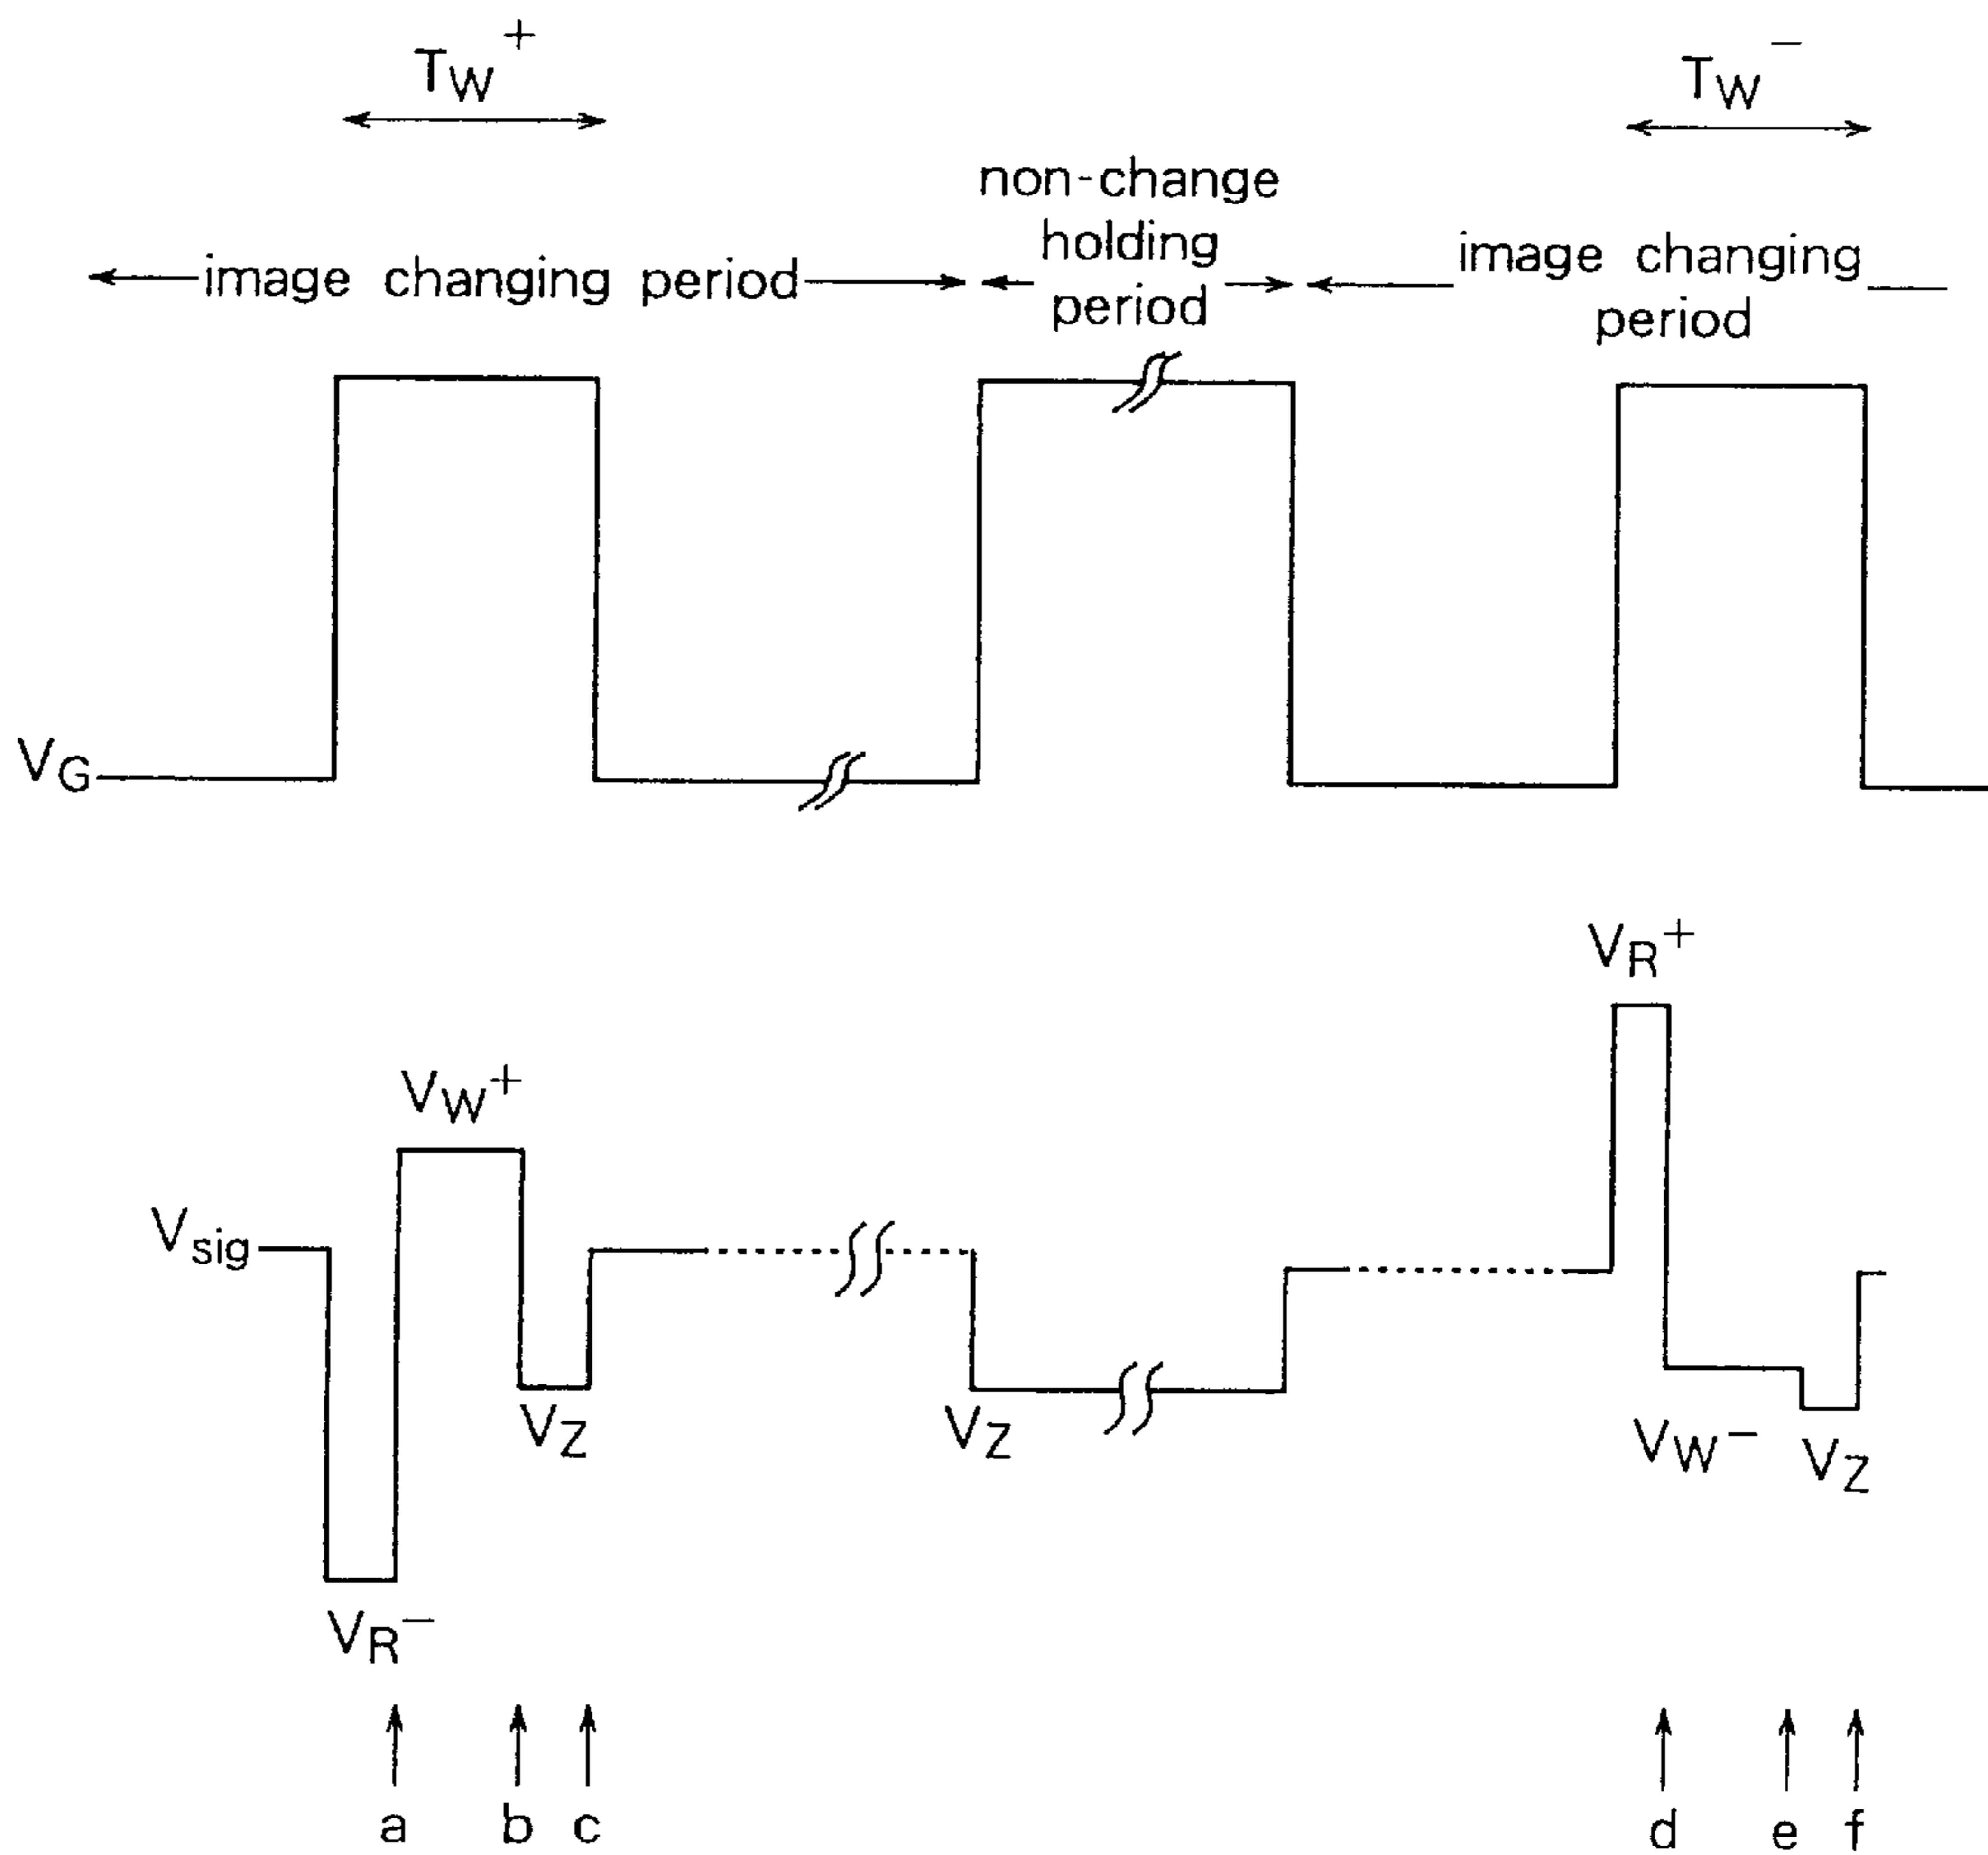 TW+
TW−
non-change
holding
period
image changing period
image changing
period
VG
VR+
VW+
Vsig
VZ
VZ
VW−
VZ
VR−
a b c d e f